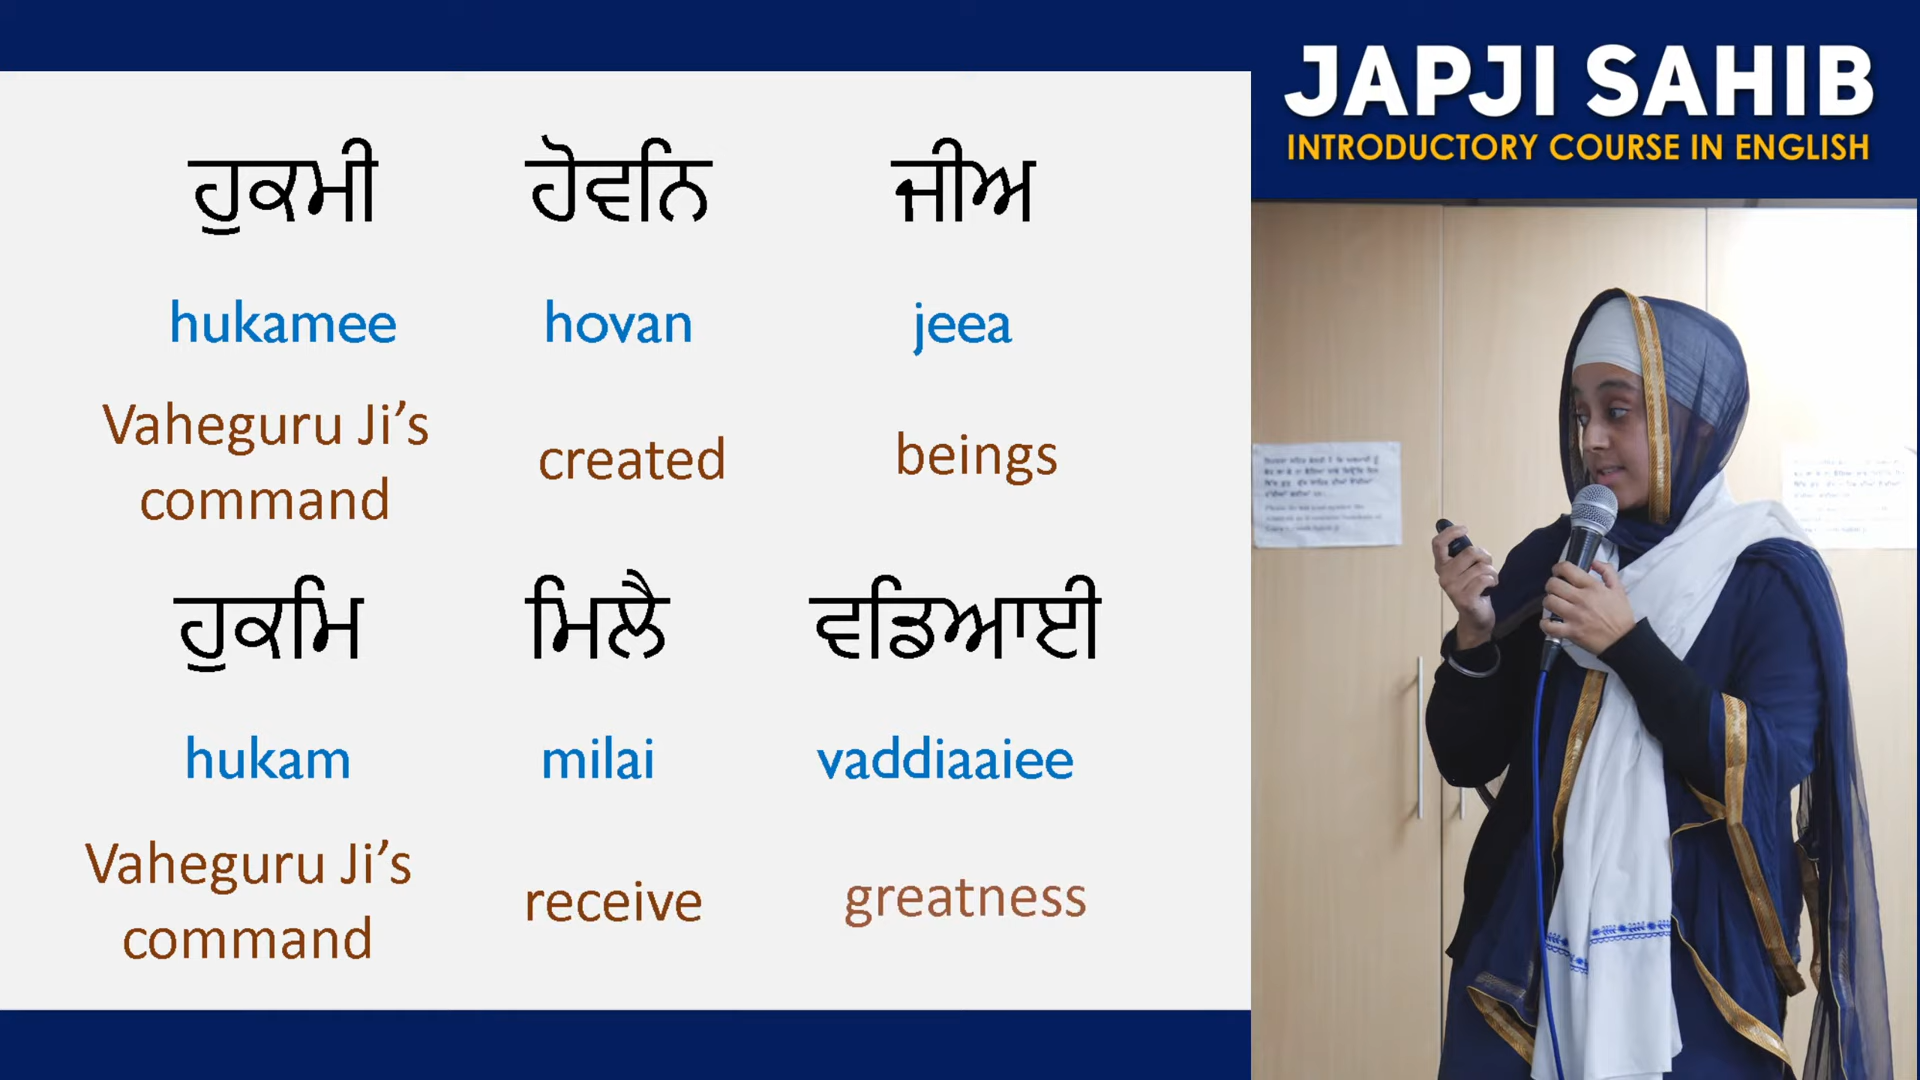 JAPJI SAHIB
INTRODUCTORY COURSE IN ENGLISH
ਹੁਕਮੀ ਹੋਵਨਿ ਜੀਅ
hukamee hovan jeea
Vaheguru Ji’s
command created beings
ਹੁਕਮਿ ਮਿਲੈ ਵਡਿਆਈ
hukam milai vaddiaaiee
Vaheguru Ji’s
command receive greatness